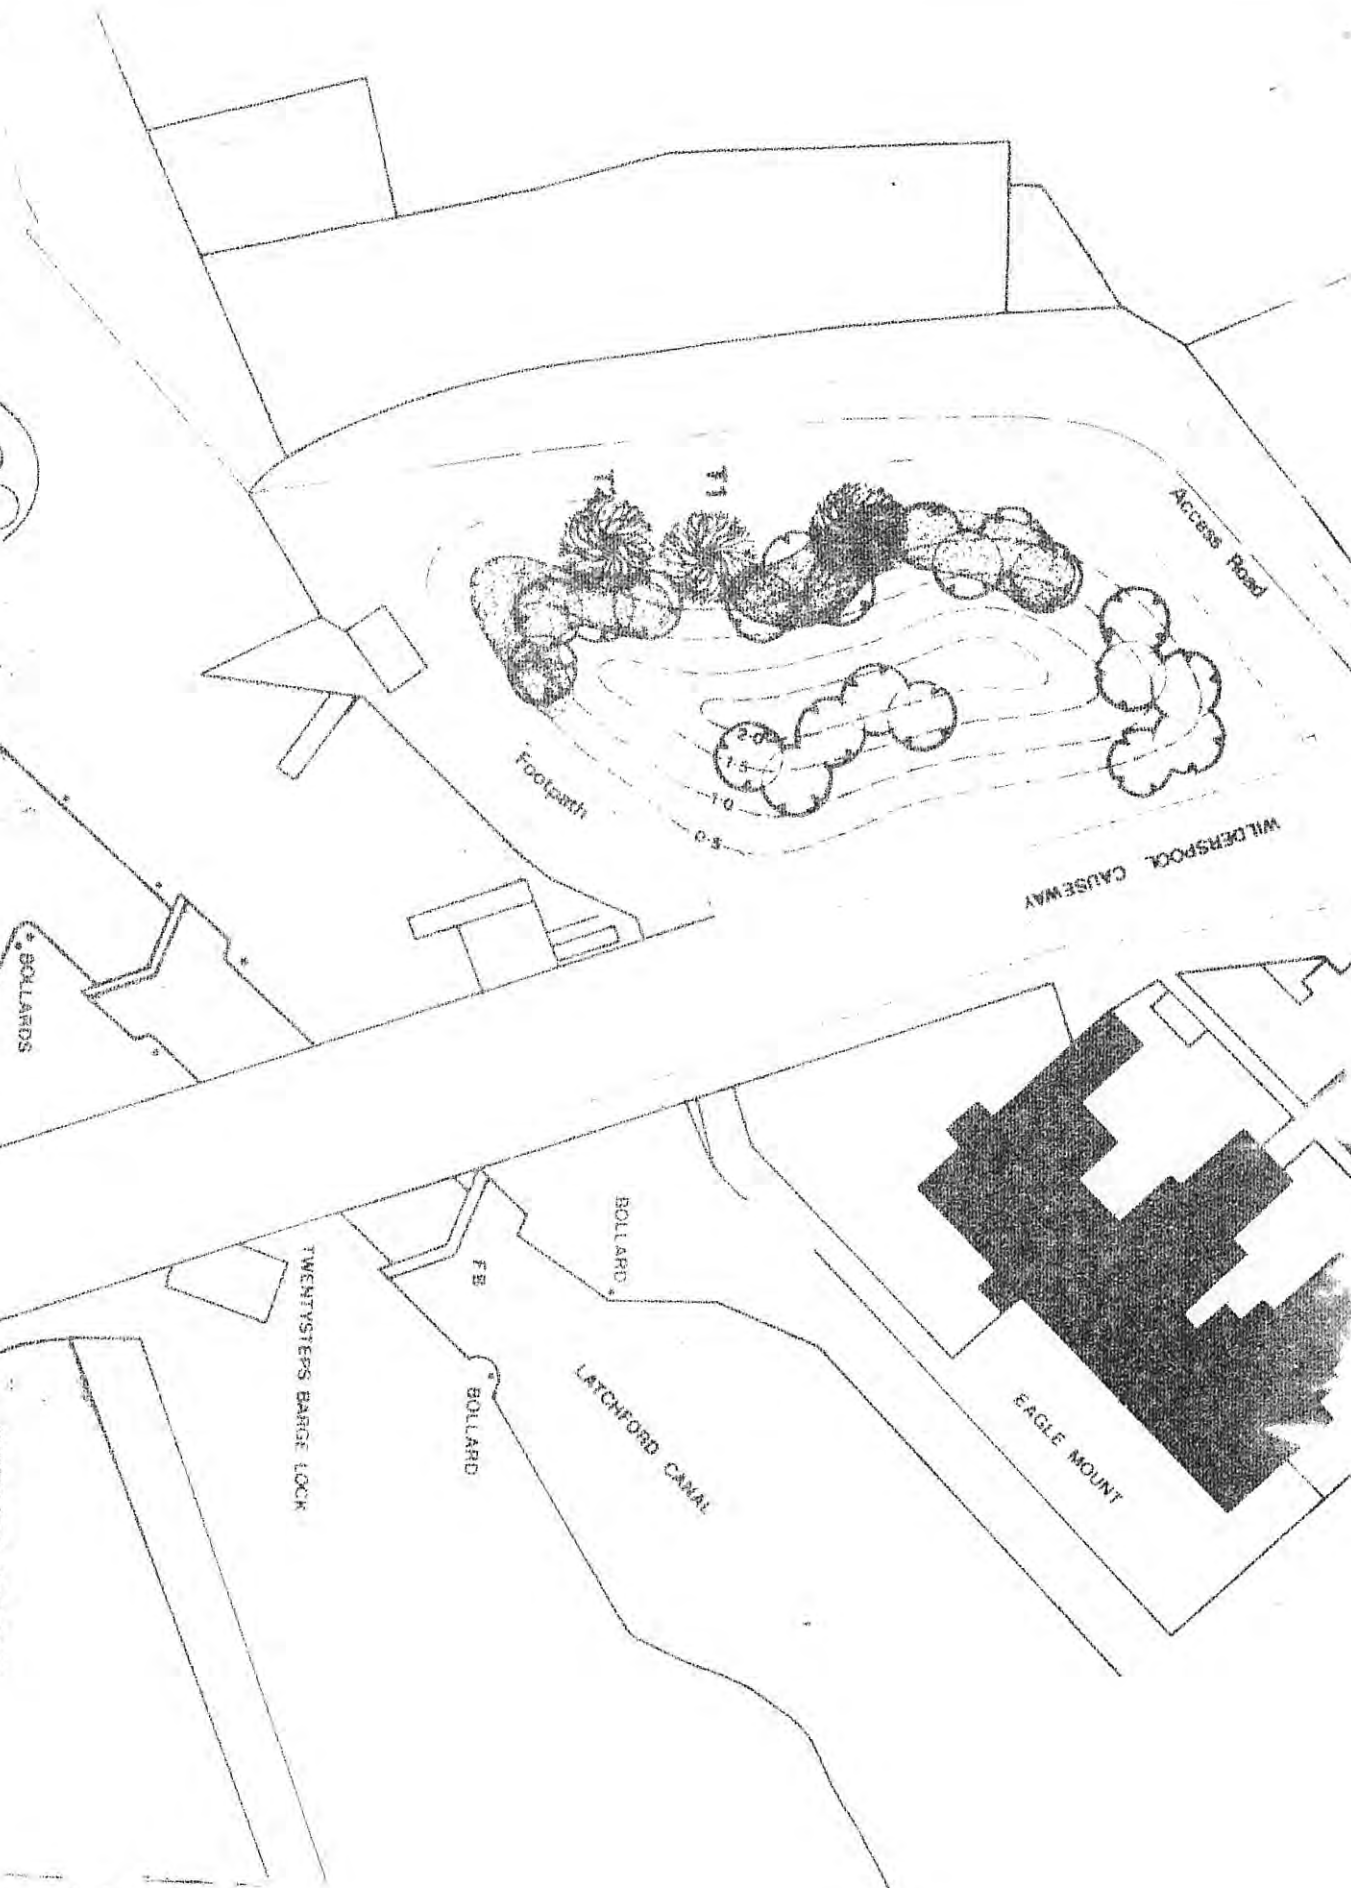 T2
T1
Access Road
2·0
1·5
1·0
0·5
Footpath
WILDERSPOOL CAUSEWAY
BOLLARDS
BOLLARD
FB
TWENTYSTEPS BARGE LOCK
BOLLARD
LATCHFORD CANAL
EAGLE MOUNT